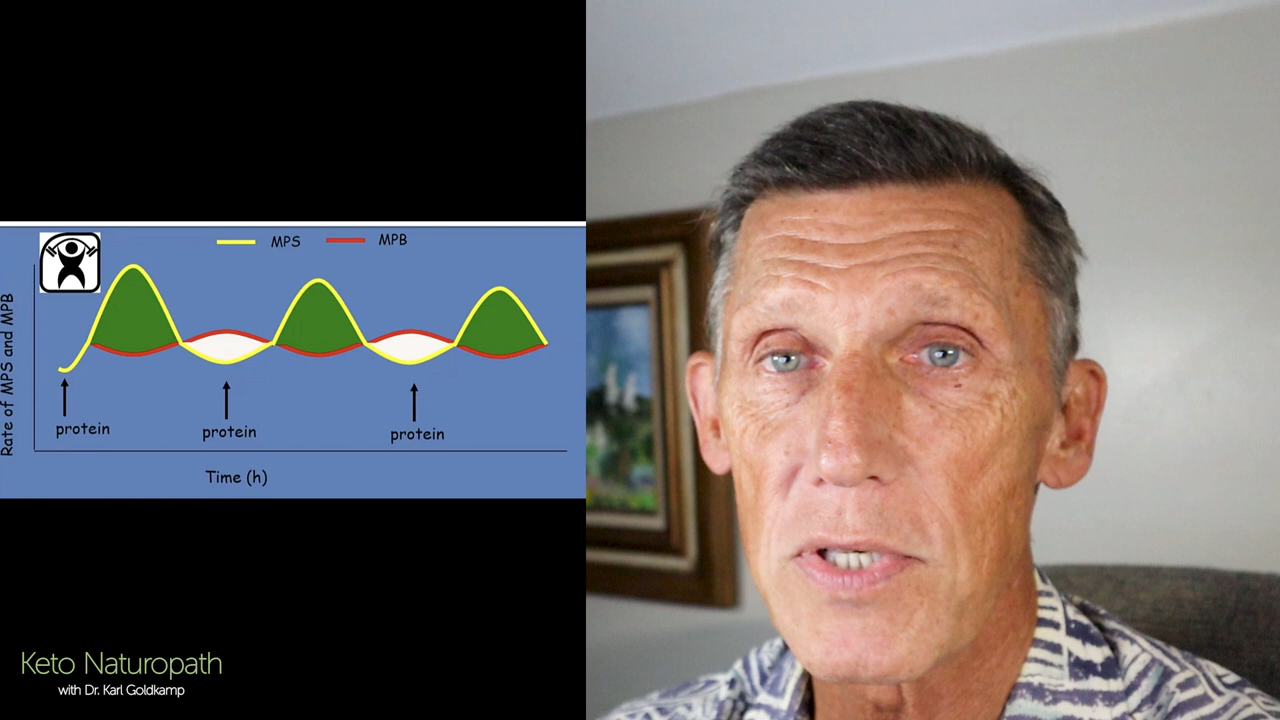 MPS
MPB
Rate of MPS and MPB
protein
protein
protein
Time (h)
Keto Naturopath
with Dr. Karl Goldkamp